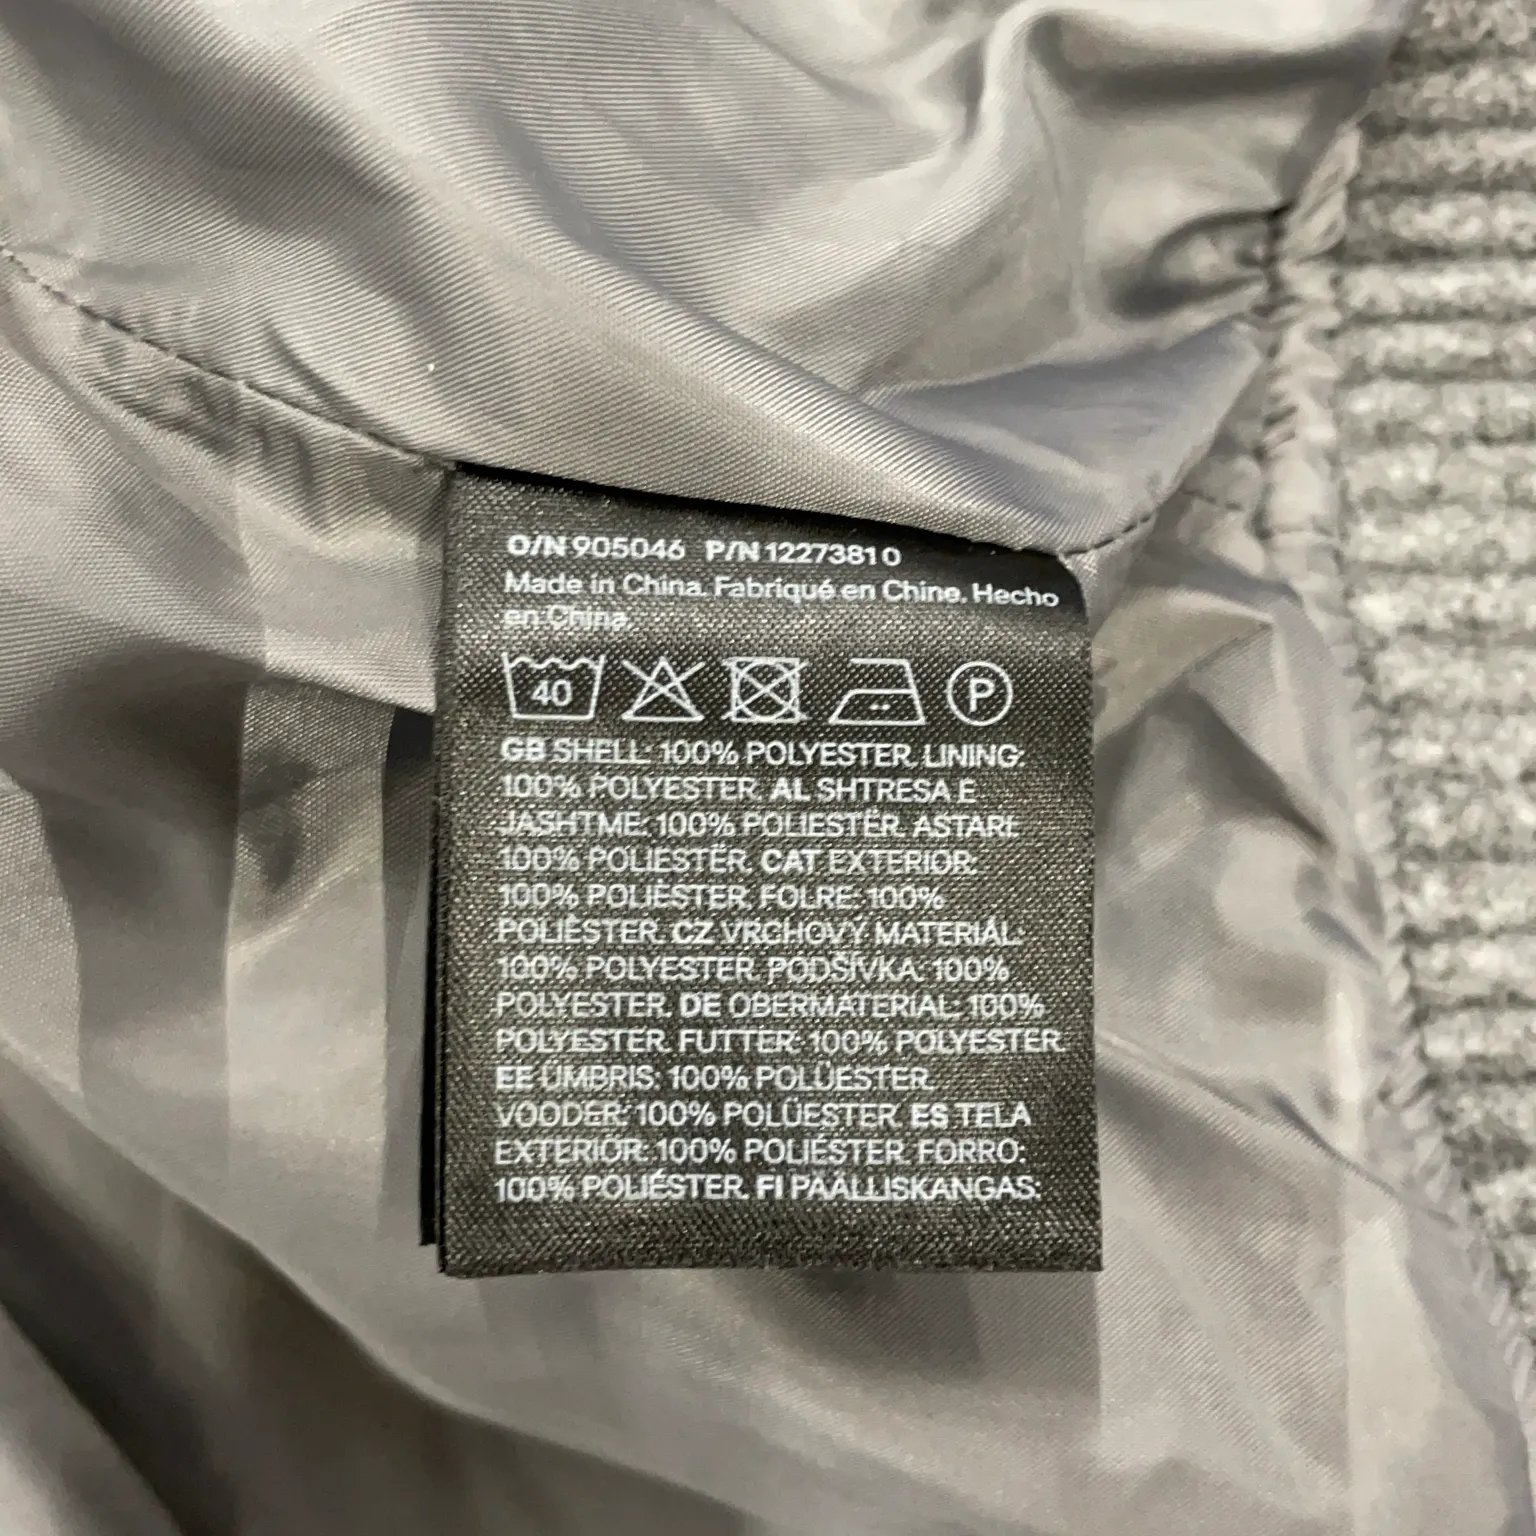 O/N 905046 P/N 1227381 0
Made in China. Fabriqué en Chine. Hecho
en China.
40 P
GB SHELL: 100% POLYESTER. LINING:
100% POLYESTER. AL SHTRESA E
JASHTME: 100% POLIESTËR. ASTARI:
100% POLIESTËR. CAT EXTERIOR:
100% POLIÈSTER. FOLRE: 100%
POLIÈSTER. CZ VRCHOVÝ MATERIÁL:
100% POLYESTER. PODŠÍVKA: 100%
POLYESTER. DE OBERMATERIAL: 100%
POLYESTER. FUTTER: 100% POLYESTER.
EE ÜMBRIS: 100% POLÜESTER.
VOODER: 100% POLÜESTER. ES TELA
EXTERIOR: 100% POLIÉSTER. FORRO:
100% POLIÉSTER. FI PÄÄLLISKANGAS: